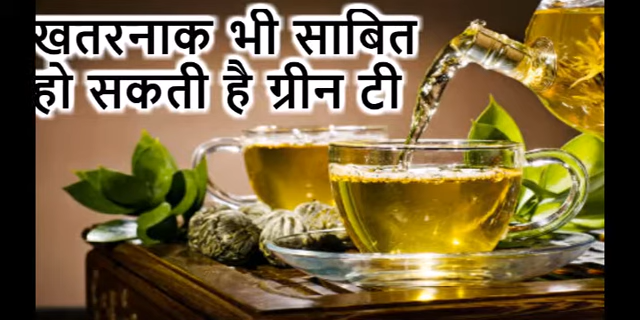 खतरनाक भी साबित
हो सकती है ग्रीन टी